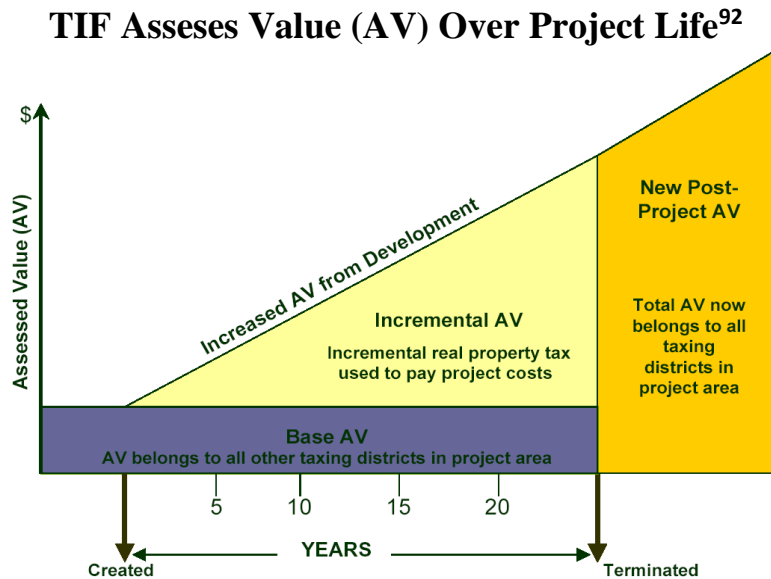 TIF Asseses Value (AV) Over Project Life92
$
Assessed Value (AV)
Increased AV from Development
New Post-
Project AV
Incremental AV
Incremental real property tax
used to pay project costs
Total AV now
belongs to all
taxing
districts in
project area
Base AV
AV belongs to all other taxing districts in project area
5 10 15 20
YEARS
Created
Terminated